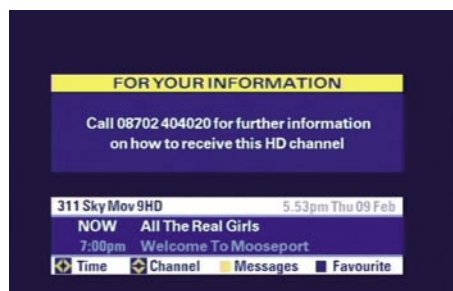 FOR YOUR INFORMATION
Call 08702 404020 for further information
on how to receive this HD channel
311 Sky Mov 9HD 5.53pm Thu 09 Feb
NOW All The Real Girls
7:00pm Welcome To Mooseport
Time Channel Messages Favourite